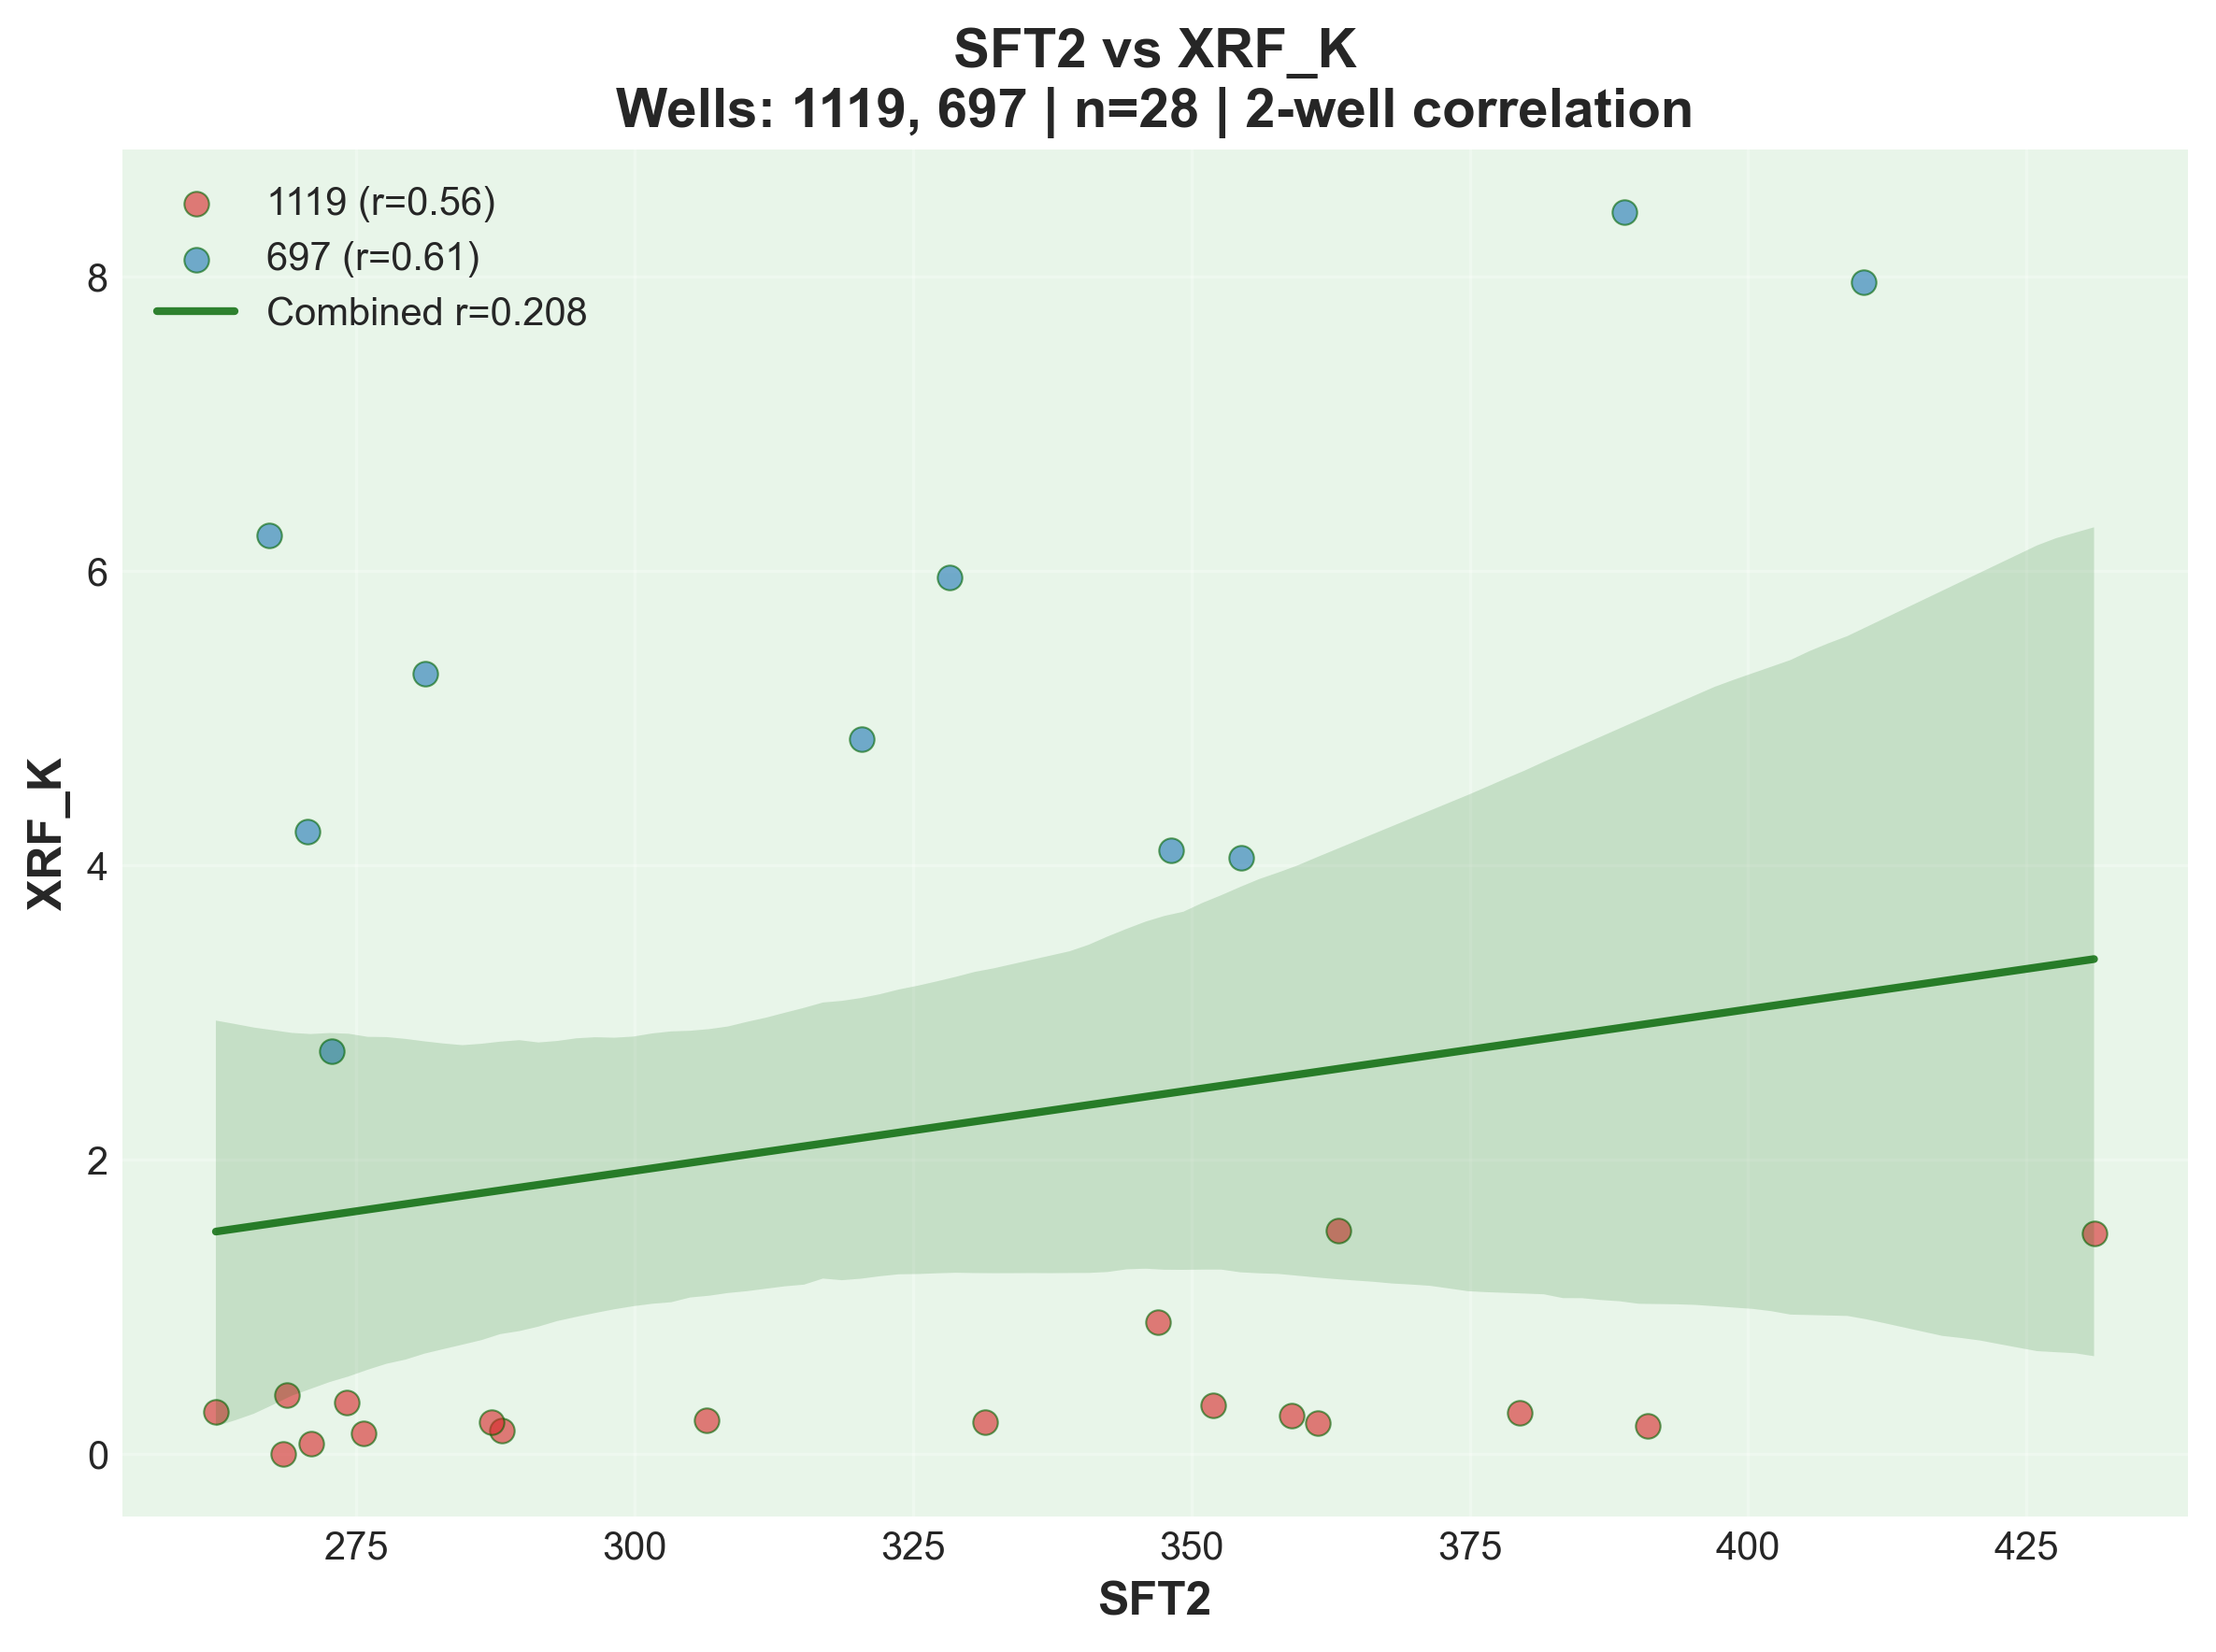 SFT2 vs XRF_K
Wells: 1119, 697 | n=28 | 2-well correlation
1119 (r=0.56)
697 (r=0.61)
Combined r=0.208
8
6
4
2
0
XRF_K
275
300
325
350
375
400
425
SFT2